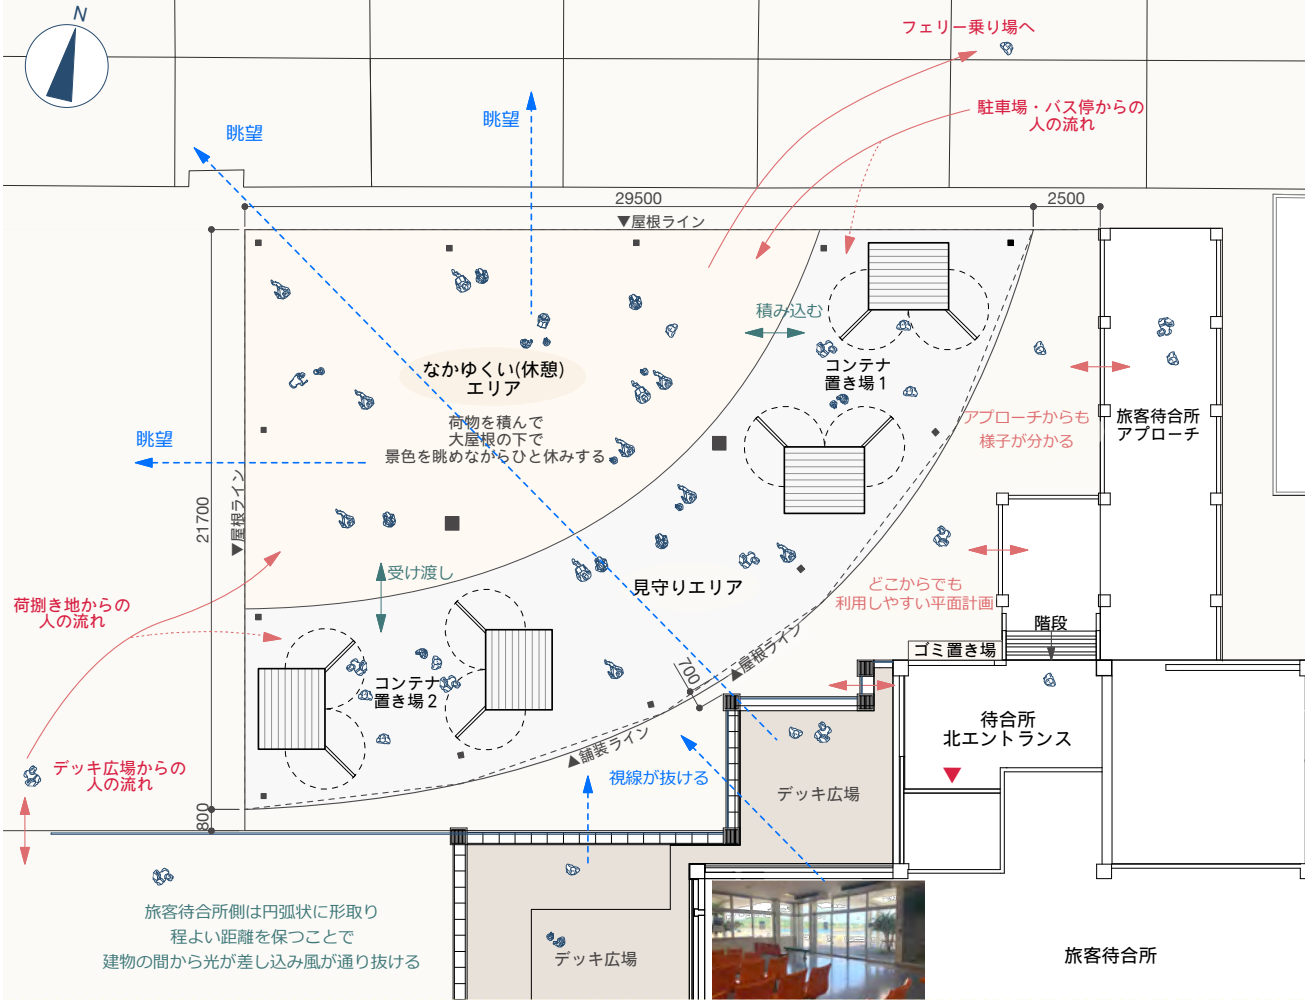 N
フェリー乗り場へ
駐車場・バス停からの
人の流れ
眺望
眺望
29500
2500
▼屋根ライン
積み込む
コンテナ
置き場1
なかゆくい(休憩)
エリア
荷物を積んで
大屋根の下で
景色を眺めながらひと休みする
眺望
アプローチからも
様子が分かる
旅客待合所
アプローチ
21700
▼屋根ライン
受け渡し
見守りエリア
どこからでも
利用しやすい平面計画
荷捌き地からの
人の流れ
階段
ゴミ置き場
▲屋根ライン
700
コンテナ
置き場2
待合所
北エントランス
▲舗装ライン
視線が抜ける
デッキ広場からの
人の流れ
デッキ広場
800
旅客待合所側は円弧状に形取り
程よい距離を保つことで
建物の間から光が差し込み風が通り抜ける
デッキ広場
旅客待合所